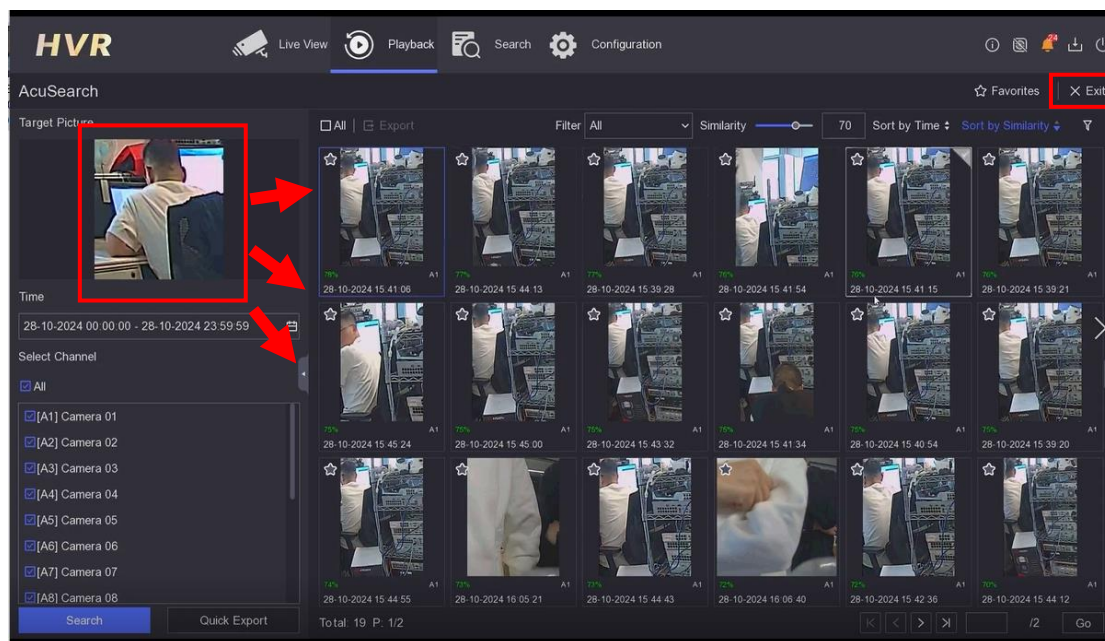 HVR Live View Playback Search Configuration 24
AcuSearch Favorites Exit
Target Picture All Export Filter All Similarity 70 Sort by Time Sort by Similarity
78% A1 77% A1 77% A1 76% A1 76% A1 76% A1
28-10-2024 15 41 06 28-10-2024 15 44 13 28-10-2024 15 39 28 28-10-2024 15 41 54 28-10-2024 15 41 15 28-10-2024 15 39 21
Time
28-10-2024 00:00:00 - 28-10-2024 23:59:59
Select Channel
All
[A1] Camera 01
75% A1 75% A1 75% A1 A1 75% A1 75% A1
28-10-2024 15 45 24 28-10-2024 15 45 00 28-10-2024 15 43 32 28-10-2024 15 41 34 28-10-2024 15 40 54 28-10-2024 15 39 20
[A2] Camera 02
[A3] Camera 03
[A4] Camera 04
[A5] Camera 05
[A6] Camera 06
[A7] Camera 07
74% A1 73% A1 73% A1 72% A1 72% A1 70% A1
[A8] Camera 08 28-10-2024 15 44 55 28-10-2024 16 05 21 28-10-2024 15 44 43 28-10-2024 16 06 40 28-10-2024 15 42 36 28-10-2024 15 44 12
Search Quick Export Total 19 P: 1/2 /2 Go